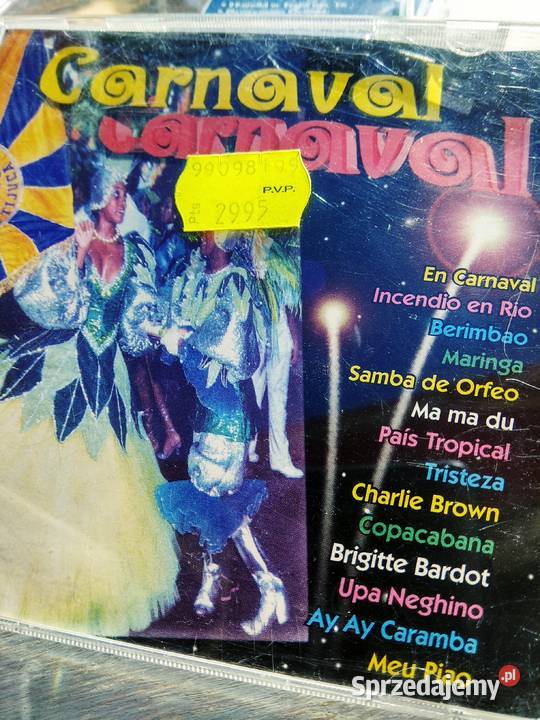 Carnaval
Carnaval
99098199
P.V.P.
Pts 2995
TIJUCA
En Carnaval
Incendio en Rio
Berimbao
Maringa
Samba de Orfeo
Ma ma du
País Tropical
Tristeza
Charlie Brown
Copacabana
Brigitte Bardot
Upa Neghino
Ay, Ay Caramba
Meu Piao
Sprzedajemy.pl